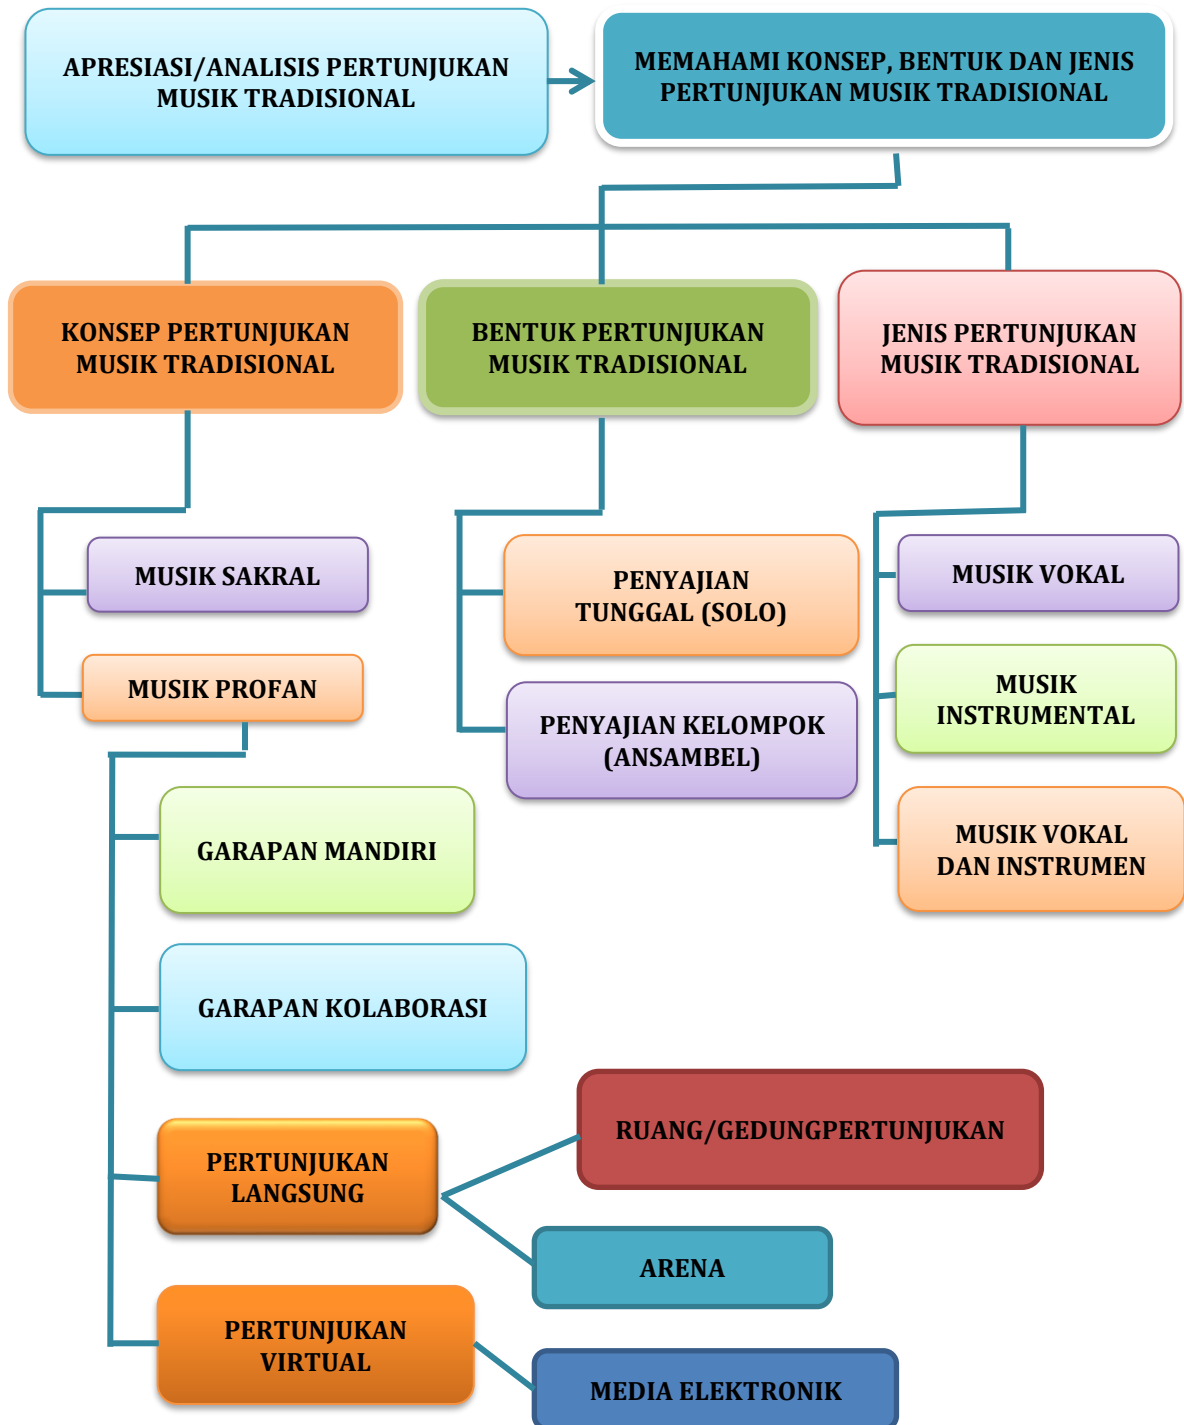 APRESIASI/ANALISIS PERTUNJUKAN
MUSIK TRADISIONAL
MEMAHAMI KONSEP, BENTUK DAN JENIS
PERTUNJUKAN MUSIK TRADISIONAL
KONSEP PERTUNJUKAN
MUSIK TRADISIONAL
BENTUK PERTUNJUKAN
MUSIK TRADISIONAL
JENIS PERTUNJUKAN
MUSIK TRADISIONAL
MUSIK SAKRAL
MUSIK PROFAN
PENYAJIAN
TUNGGAL (SOLO)
PENYAJIAN KELOMPOK
(ANSAMBEL)
MUSIK VOKAL
MUSIK
INSTRUMENTAL
MUSIK VOKAL
DAN INSTRUMEN
GARAPAN MANDIRI
GARAPAN KOLABORASI
PERTUNJUKAN
LANGSUNG
RUANG/GEDUNGPERTUNJUKAN
ARENA
PERTUNJUKAN
VIRTUAL
MEDIA ELEKTRONIK